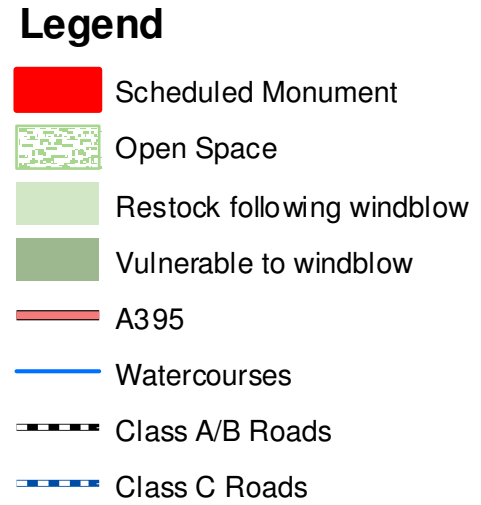 Legend
Scheduled Monument
Open Space
Restock following windblow
Vulnerable to windblow
A395
Watercourses
Class A/B Roads
Class C Roads